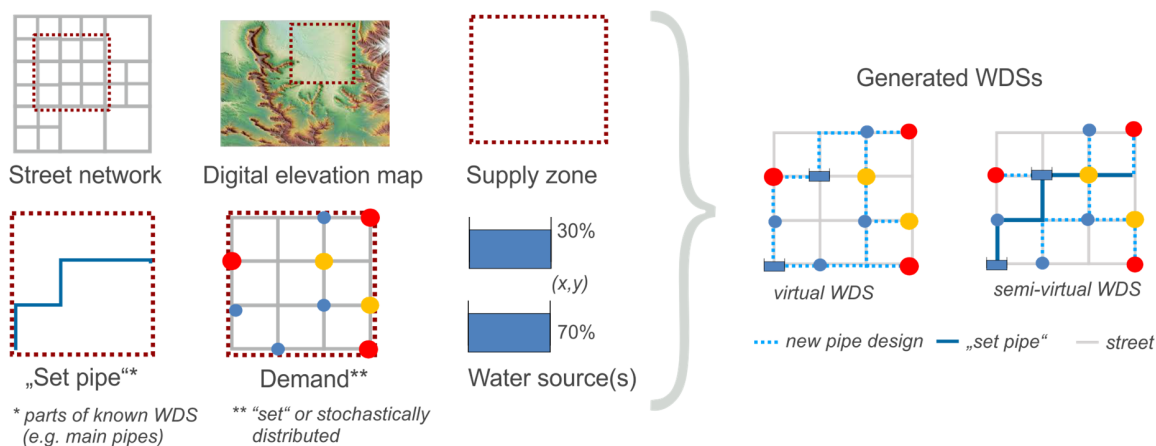 Generated WDSs
Street network
Digital elevation map
Supply zone
30%
(x,y)
70%
virtual WDS
semi-virtual WDS
new pipe design
„set pipe“
street
„Set pipe“*
Demand**
Water source(s)
* parts of known WDS
(e.g. main pipes)
** "set“ or stochastically
distributed